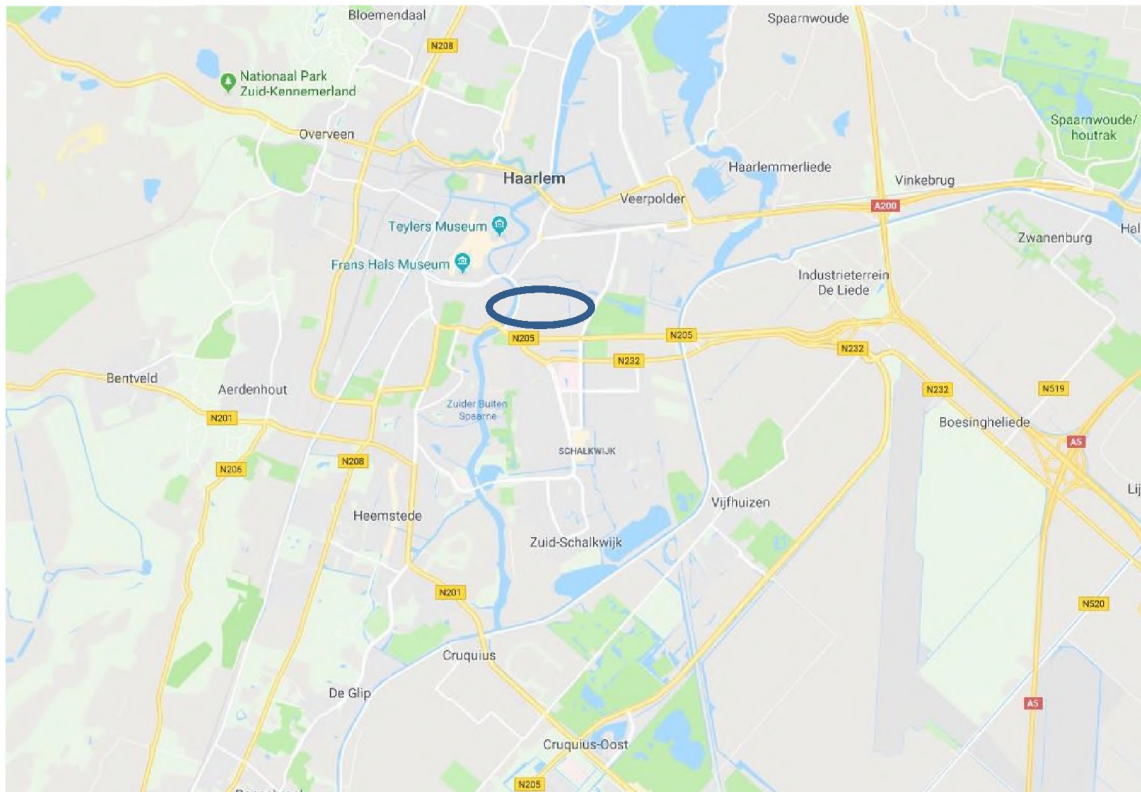 Bloemendaal
Spaarnwoude
N208
Nationaal Park
Zuid-Kennemerland
Spaarnwoude/
houtrak
Overveen
Haarlem
Haarlemmerliede
Vinkebrug
Veerpolder
A200
Teylers Museum
Hal
Zwanenburg
Frans Hals Museum
Industrieterrein
De Liede
N205
N205
N232
N232
Bentveld
Aerdenhout
N232
N519
Zuider Buiten
Spaarne
N201
Boesingheliede
A5
SCHALKWIJK
N208
N206
Lij
Vijfhuizen
Heemstede
Zuid-Schalkwijk
N201
N520
Cruquius
De Glip
A5
Cruquius-Oost
N205